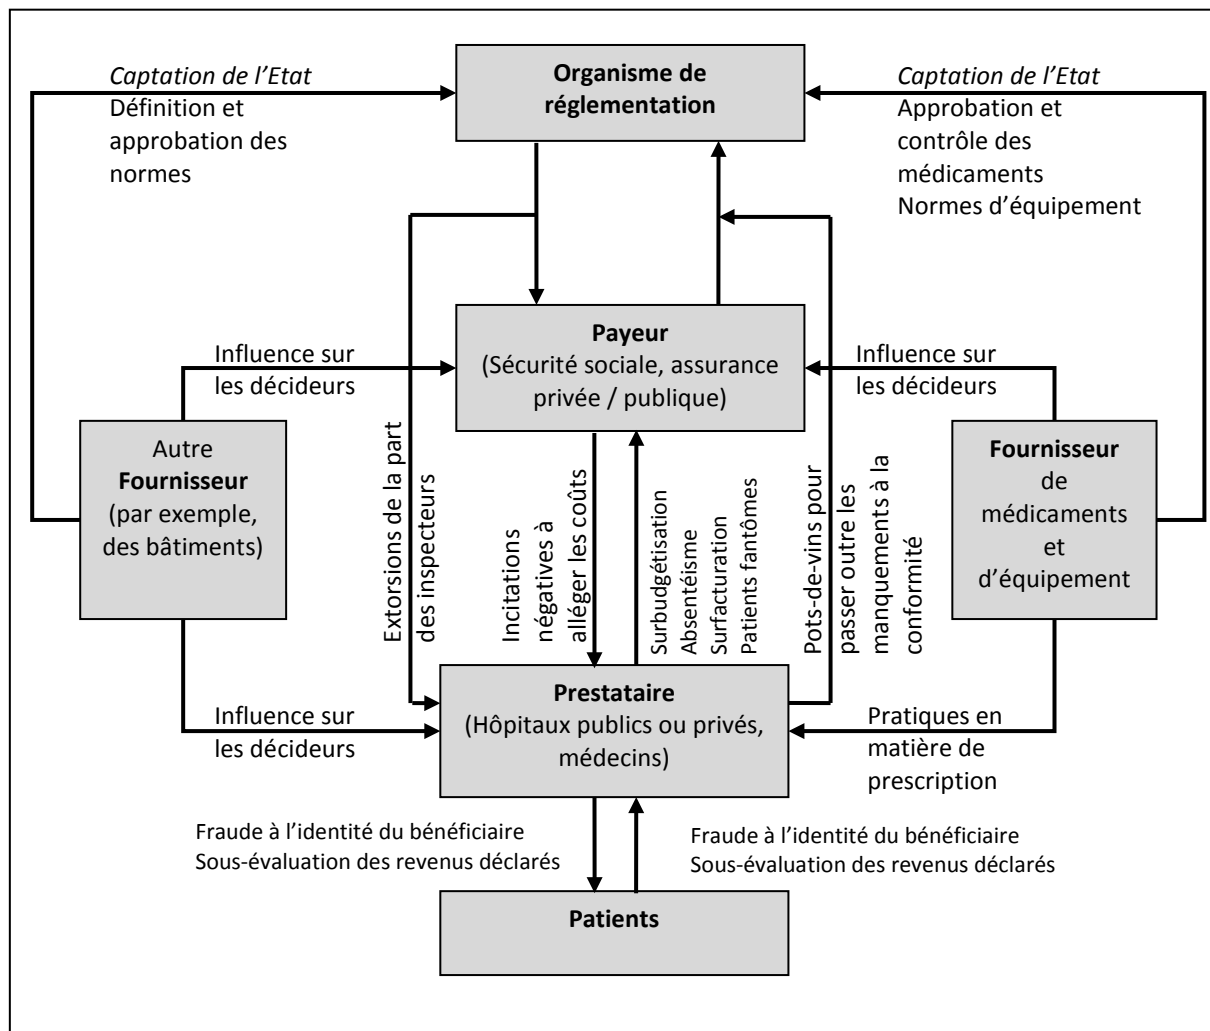 Captation de l’Etat
Définition et
approbation des
normes
Organisme de
réglementation
Captation de l’Etat
Approbation et
contrôle des
médicaments
Normes d’équipement
Influence sur
les décideurs
Payeur
(Sécurité sociale, assurance
privée / publique)
Influence sur
les décideurs
Autre
Fournisseur
(par exemple,
des bâtiments)
Extorsions de la part
des inspecteurs
Incitations
négatives à
alléger les coûts
Surbudgétisation
Absentéisme
Surfacturation
Patients fantômes
Pots-de-vins pour
passer outre les
manquements à la
conformité
Fournisseur
de
médicaments
et
d’équipement
Influence sur
les décideurs
Prestataire
(Hôpitaux publics ou privés,
médecins)
Pratiques en
matière de
prescription
Fraude à l’identité du bénéficiaire
Sous-évaluation des revenus déclarés
Fraude à l’identité du bénéficiaire
Sous-évaluation des revenus déclarés
Patients